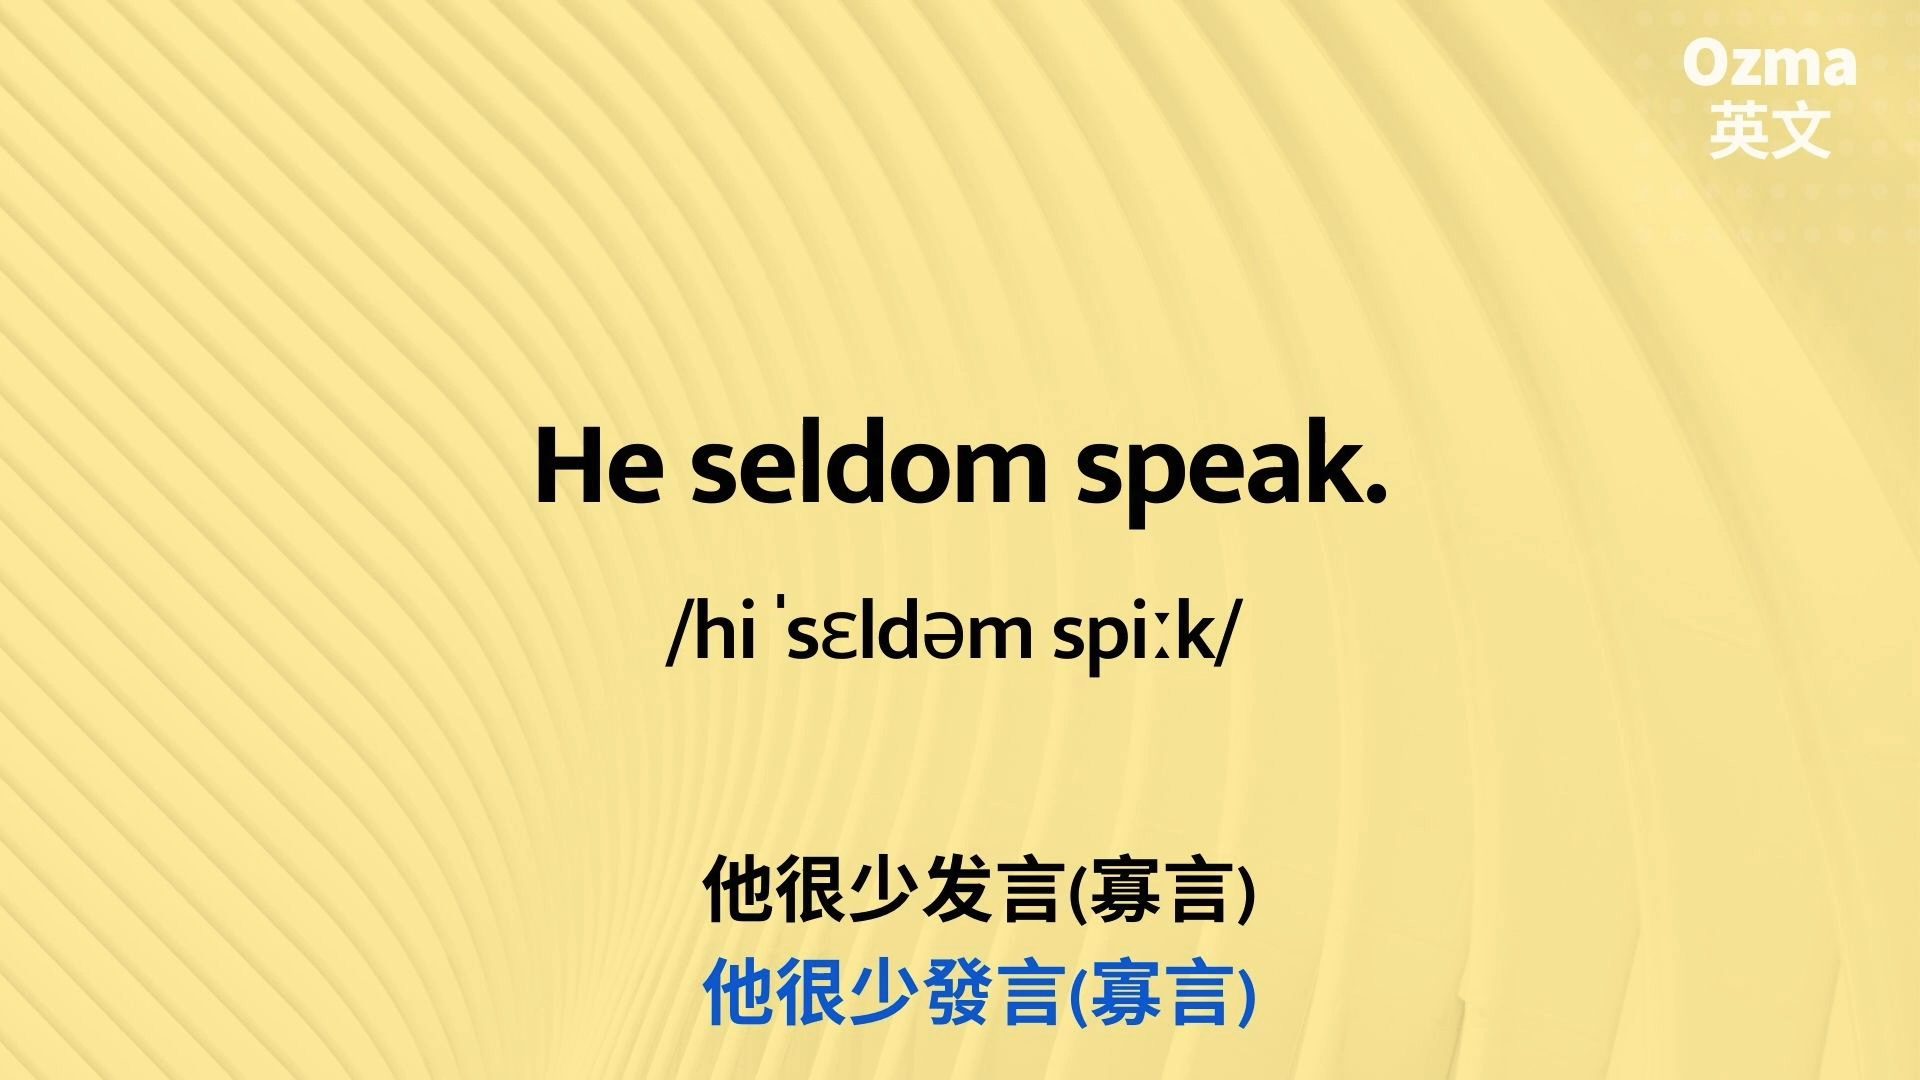 Ozma
英文
He seldom speak.
/hi ˈsɛldəm spiːk/
他很少发言(寡言)
他很少發言(寡言)